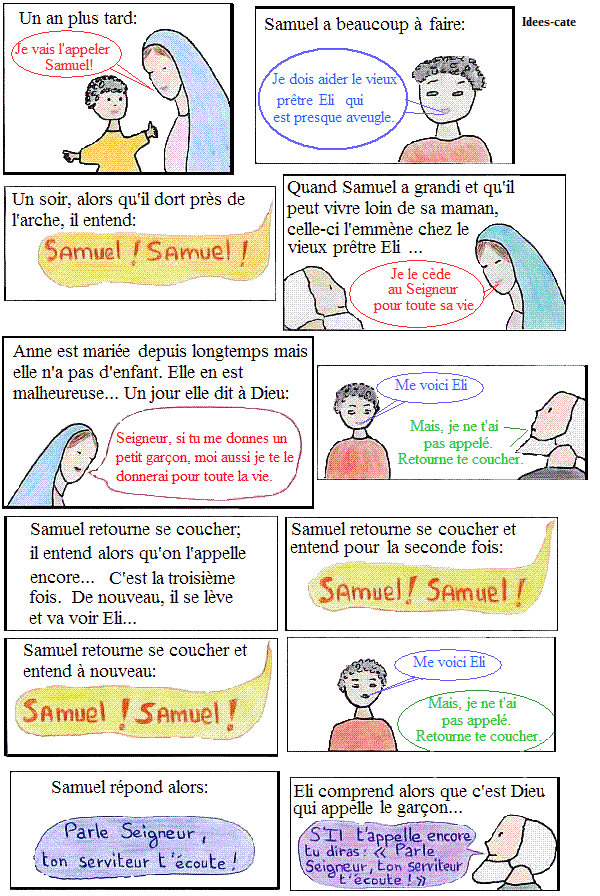 Un an plus tard:
Je vais l'appeler
Samuel!
Samuel a beaucoup à faire:
Je dois aider le vieux
prêtre Eli qui
est presque aveugle.
Idees-cate
Un soir, alors qu'il dort près de
l'arche, il entend:
Samuel ! Samuel !
Quand Samuel a grandi et qu'il
peut vivre loin de sa maman,
celle-ci l'emmène chez le
vieux prêtre Eli ...
Je le cède
au Seigneur
pour toute sa vie.
Anne est mariée depuis longtemps mais
elle n'a pas d'enfant. Elle en est
malheureuse... Un jour elle dit à Dieu:
Seigneur, si tu me donnes un
petit garçon, moi aussi je te le
donnerai pour toute la vie.
Me voici Eli
Mais, je ne t'ai
pas appelé.
Retourne te coucher.
Samuel retourne se coucher;
il entend alors qu'on l'appelle
encore... C'est la troisième
fois. De nouveau, il se lève
et va voir Eli...
Samuel retourne se coucher et
entend pour la seconde fois:
Samuel! Samuel!
Samuel retourne se coucher et
entend à nouveau:
Samuel ! Samuel !
Me voici Eli
Mais, je ne t'ai
pas appelé.
Retourne te coucher.
Samuel répond alors:
Parle Seigneur,
ton serviteur t'écoute !
Eli comprend alors que c'est Dieu
qui appelle le garçon...
S'Il t'appelle encore
tu diras: « Parle
Seigneur, ton serviteur
t'écoute ! »